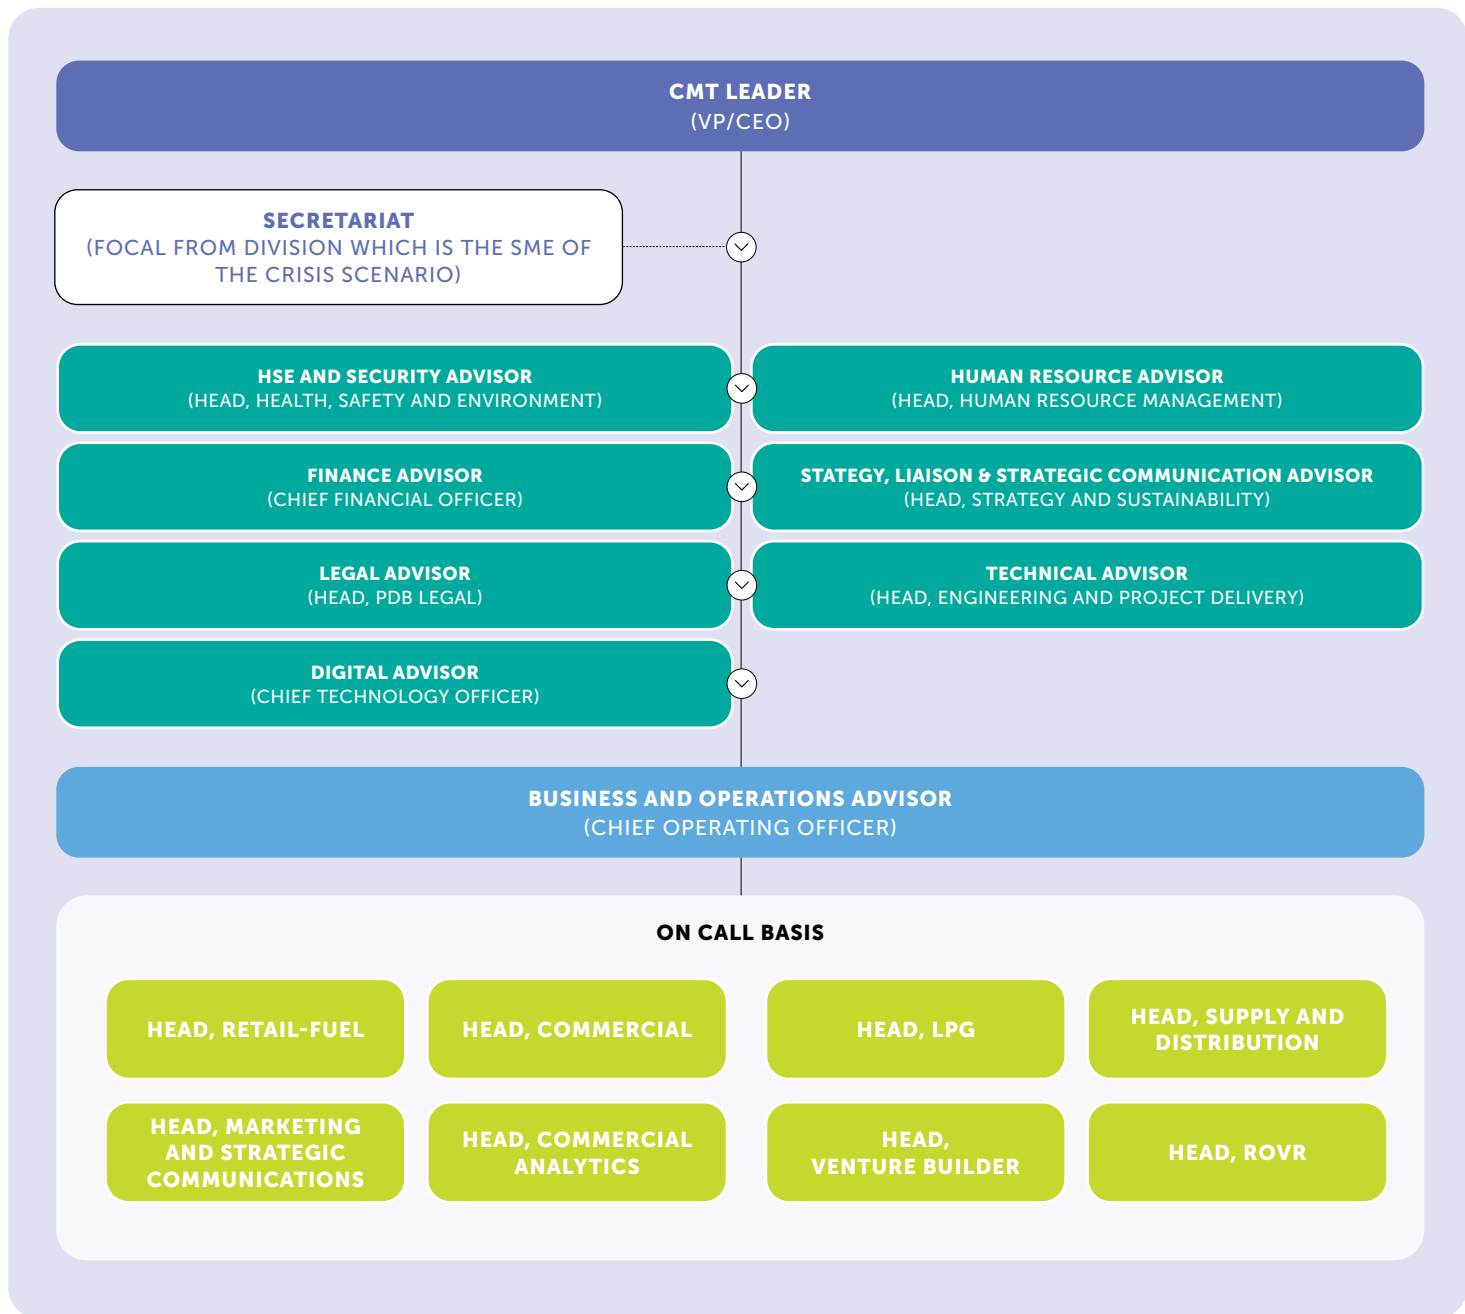 CMT LEADER
(VP/CEO)
SECRETARIAT
(FOCAL FROM DIVISION WHICH IS THE SME OF
THE CRISIS SCENARIO)
HSE AND SECURITY ADVISOR
(HEAD, HEALTH, SAFETY AND ENVIRONMENT)
HUMAN RESOURCE ADVISOR
(HEAD, HUMAN RESOURCE MANAGEMENT)
FINANCE ADVISOR
(CHIEF FINANCIAL OFFICER)
STATEGY, LIAISON & STRATEGIC COMMUNICATION ADVISOR
(HEAD, STRATEGY AND SUSTAINABILITY)
LEGAL ADVISOR
(HEAD, PDB LEGAL)
TECHNICAL ADVISOR
(HEAD, ENGINEERING AND PROJECT DELIVERY)
DIGITAL ADVISOR
(CHIEF TECHNOLOGY OFFICER)
BUSINESS AND OPERATIONS ADVISOR
(CHIEF OPERATING OFFICER)
ON CALL BASIS
HEAD, RETAIL-FUEL
HEAD, COMMERCIAL
HEAD, LPG
HEAD, SUPPLY AND
DISTRIBUTION
HEAD, MARKETING
AND STRATEGIC
COMMUNICATIONS
HEAD, COMMERCIAL
ANALYTICS
HEAD,
VENTURE BUILDER
HEAD, ROVR